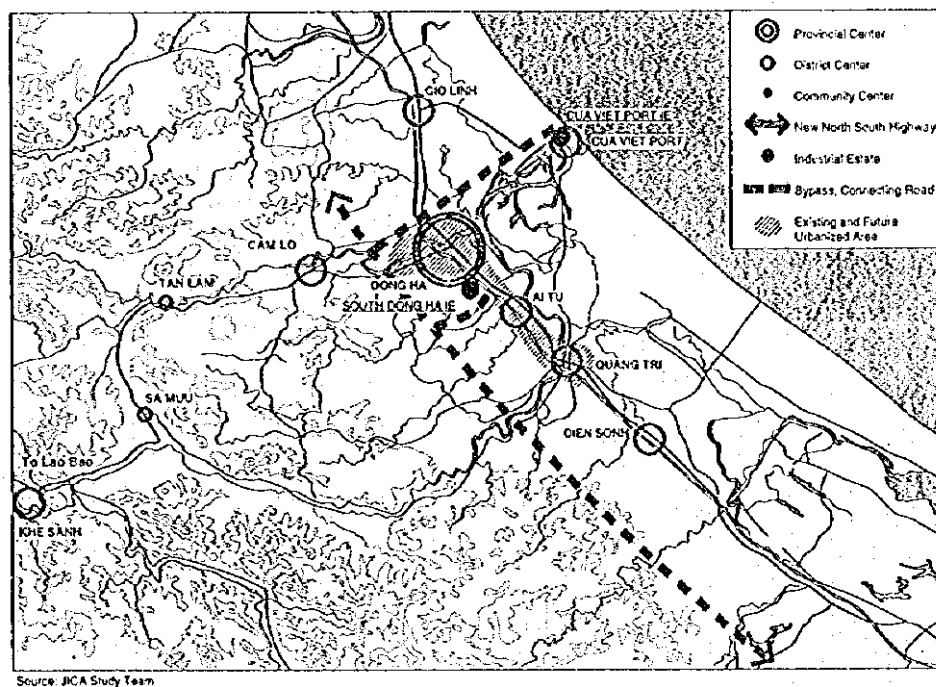 Provincial Center
District Center
Community Center
New North South Highway
Industrial Estate
Bypass, Connecting Road
Existing and Future
Urbanized Area
GIO LINH
CUA VIET PORT IE
CUA VIET PORT
CAM LO
TAN LAM
DONG HA
SOUTH DONG HA IE
AI TU
QUANG TRI
SA MUU
DIEN SONH
To Lao Bao
KHE SANH
Source: JICA Study Team